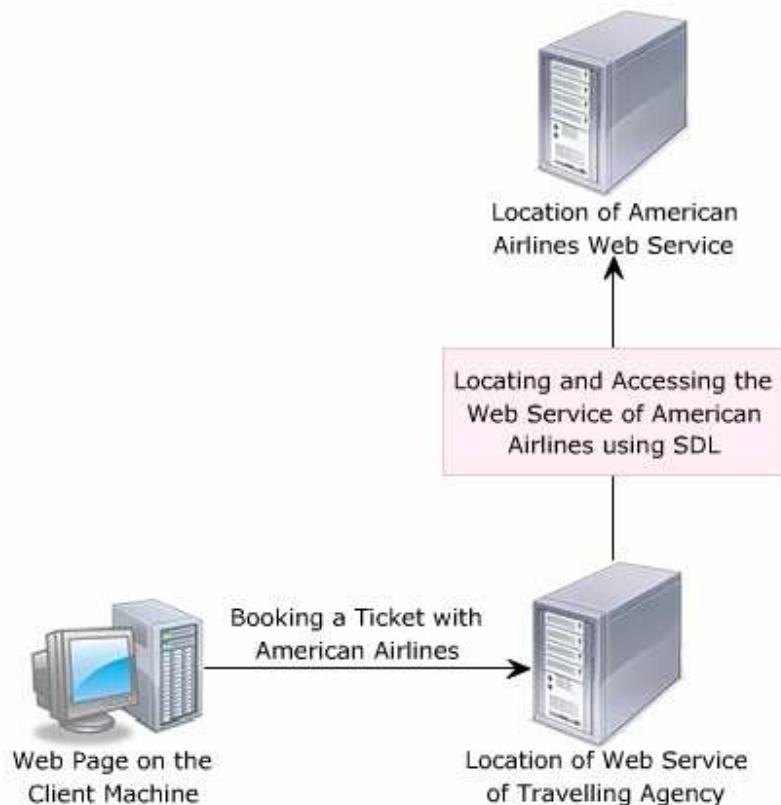 Location of American
Airlines Web Service
Locating and Accessing the
Web Service of American
Airlines using SDL
Booking a Ticket with
American Airlines
Web Page on the
Client Machine
Location of Web Service
of Travelling Agency